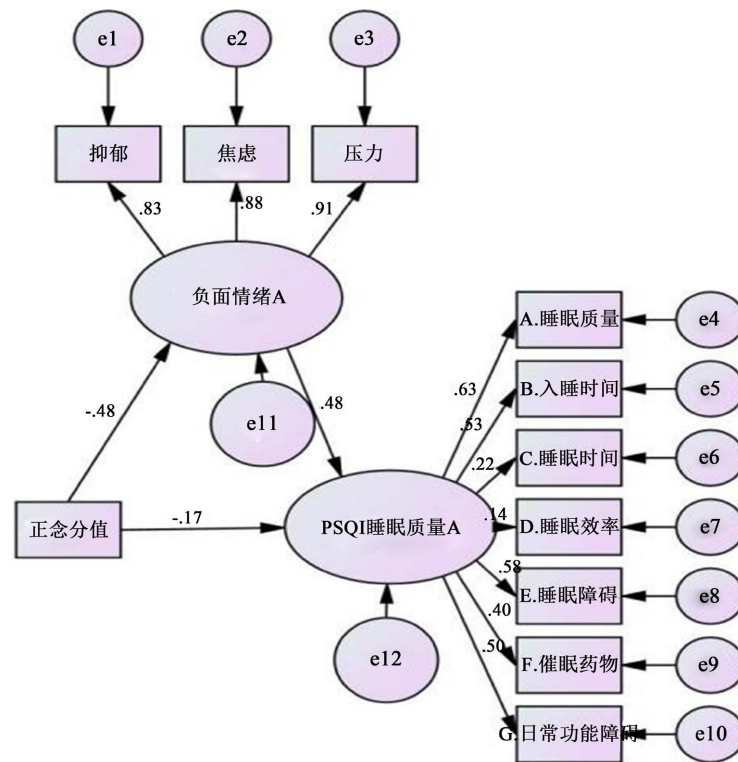 e1
e2
e3
抑郁
焦虑
压力
.83
.88
.91
负面情绪A
A.睡眠质量
e4
.63
B.入睡时间
e5
-.48
e11
.48
.53
C.睡眠时间
e6
.22
正念分值
-.17
PSQI睡眠质量A
.14
D.睡眠效率
e7
.58
E.睡眠障碍
e8
.40
e12
.50
F.催眠药物
e9
G.日常功能障碍
e10